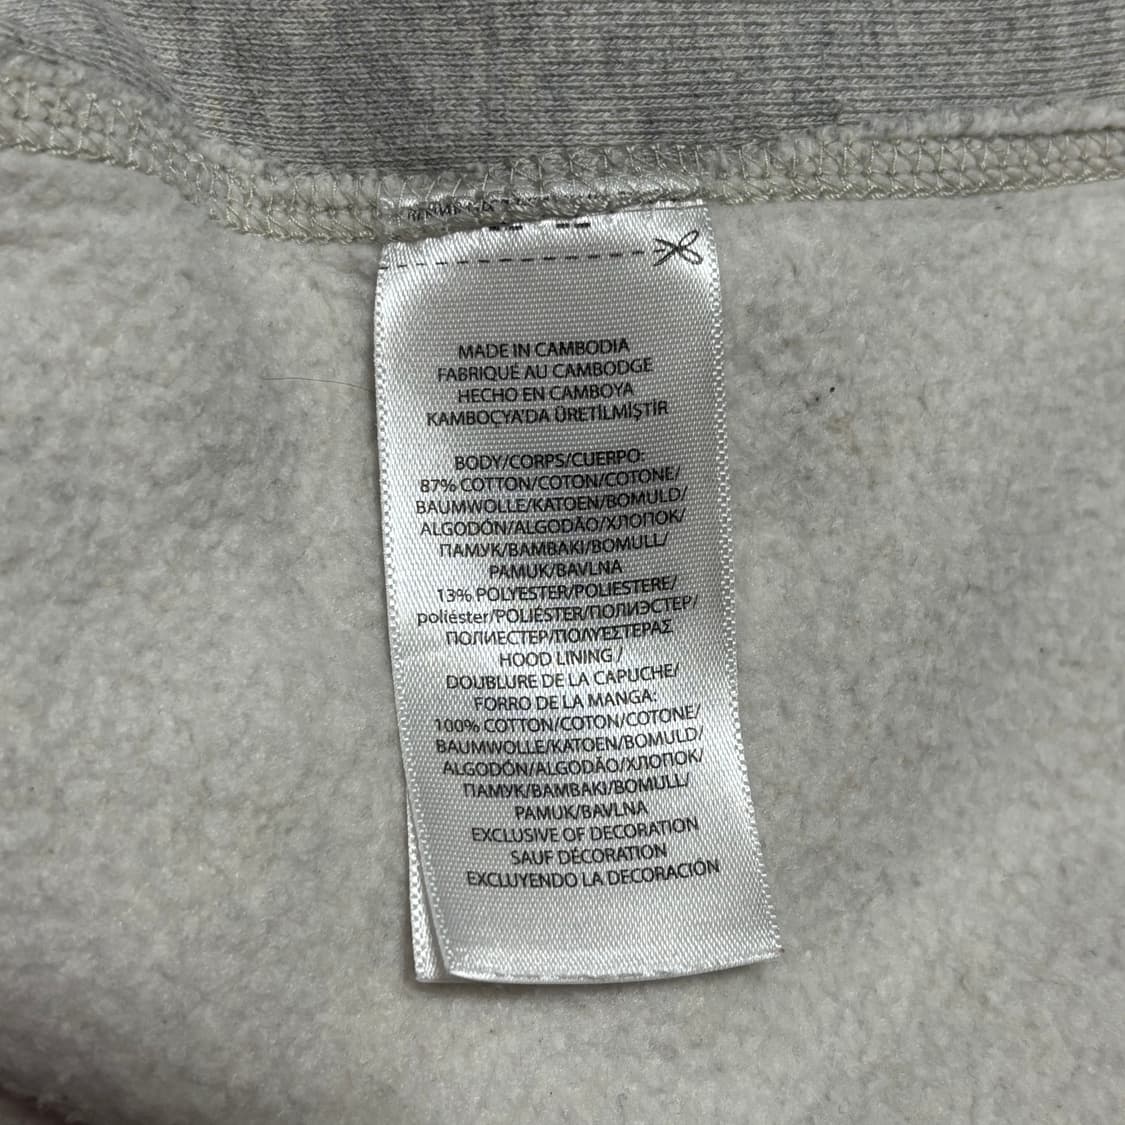 MADE IN CAMBODIA
FABRIQUÉ AU CAMBODGE
HECHO EN CAMBOYA
KAMBOÇYA'DA ÜRETİLMİŞTİR
BODY/CORPS/CUERPO:
87% COTTON/COTON/COTONE/
BAUMWOLLE/KATOEN/BOMULD/
ALGODÓN/ALGODÃO/ХЛОПОК/
ПАМУК/ΒΑΜΒΑΚΙ/BOMULL/
PAMUK/BAVLNA
13% POLYESTER/POLIESTERE/
poliéster/POLIÉSTER/ПОЛИЭСТЕР/
ПОЛИЕСТЕР/ΠΟΛΥΕΣΤΕΡΑΣ
HOOD LINING /
DOUBLURE DE LA CAPUCHE/
FORRO DE LA MANGA:
100% COTTON/COTON/COTONE/
BAUMWOLLE/KATOEN/BOMULD/
ALGODÓN/ALGODÃO/ХЛОПОК/
ПАМУК/ΒΑΜΒΑΚΙ/BOMULL/
PAMUK/BAVLNA
EXCLUSIVE OF DECORATION
SAUF DÉCORATION
EXCLUYENDO LA DECORACIÓN